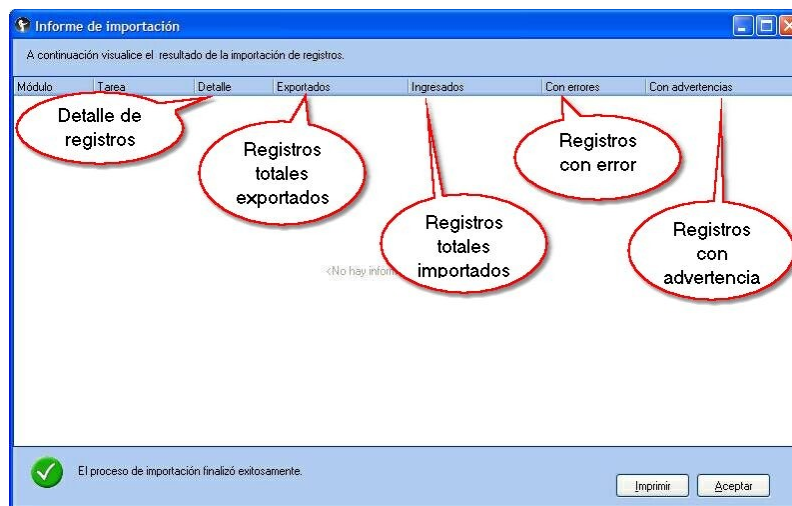 Informe de importación
A continuación visualice el resultado de la importación de registros.
Módulo Tarea Detalle Exportados Ingresados Con errores Con advertencias
Detalle de
registros
Registros
totales
exportados
Registros
totales
importados
Registros
con error
Registros
con
advertencia
<No hay
El proceso de importación finalizó exitosamente.
Imprimir Aceptar